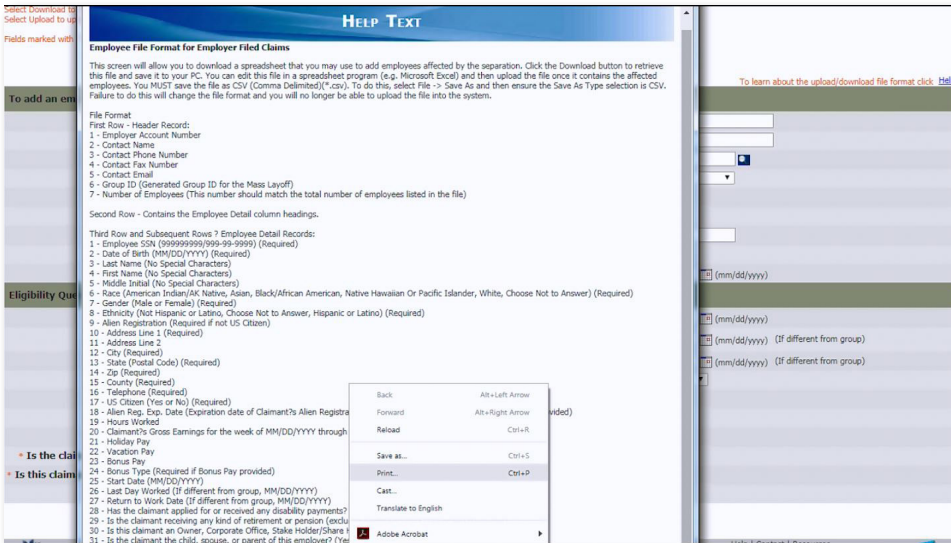 Select Download to
Select Upload to up
Fields marked with
HELP TEXT
Employee File Format for Employer Filed Claims
This screen will allow you to download a spreadsheet that you may use to add employees affected by the separation. Click the Download button to retrieve
this file and save it to your PC. You can edit this file in a spreadsheet program (e.g. Microsoft Excel) and then upload the file once it contains the affected
employees. You MUST save the file as CSV (Comma Delimited)(*.csv). To do this, select File -> Save As and then ensure the Save As Type selection is CSV.
Failure to do this will change the file format and you will no longer be able to upload the file into the system.
To learn about the upload/download file format click Hel
To add an em
File Format
First Row - Header Record:
1 - Employer Account Number
2 - Contact Name
3 - Contact Phone Number
4 - Contact Fax Number
5 - Contact Email
6 - Group ID (Generated Group ID for the Mass Layoff)
7 - Number of Employees (This number should match the total number of employees listed in the file)
Second Row - Contains the Employee Detail column headings.
Third Row and Subsequent Rows ? Employee Detail Records:
1 - Employee SSN (999999999/999-99-9999) (Required)
2 - Date of Birth (MM/DD/YYYY) (Required)
3 - Last Name (No Special Characters)
4 - First Name (No Special Characters)
5 - Middle Initial (No Special Characters)
6 - Race (American Indian/AK Native, Asian, Black/African American, Native Hawaiian Or Pacific Islander, White, Choose Not to Answer) (Required)
7 - Gender (Male or Female) (Required)
8 - Ethnicity (Not Hispanic or Latino, Choose Not to Answer, Hispanic or Latino) (Required)
9 - Alien Registration (Required if not US Citizen)
10 - Address Line 1 (Required)
11 - Address Line 2
12 - City (Required)
13 - State (Postal Code) (Required)
14 - Zip (Required)
15 - County (Required)
16 - Telephone (Required)
17 - US Citizen (Yes or No) (Required)
18 - Alien Reg. Exp. Date (Expiration date of Claimant?s Alien Registra
vided)
19 - Hours Worked
20 - Claimant?s Gross Earnings for the week of MM/DD/YYYY through
21 - Holiday Pay
22 - Vacation Pay
23 - Bonus Pay
24 - Bonus Type (Required if Bonus Pay provided)
25 - Start Date (MM/DD/YYYY)
26 - Last Day Worked (If different from group, MM/DD/YYYY)
27 - Return to Work Date (If different from group, MM/DD/YYYY)
28 - Has the claimant applied for or received any disability payments?
29 - Is the claimant receiving any kind of retirement or pension (exclu
30 - Is this claimant an Owner, Corporate Office, Stake Holder/Share
31 - Is the claimant the child, spouse, or parent of this employer? (Yes
Back Alt+Left Arrow
Forward Alt+Right Arrow
Reload Ctrl+R
Save as... Ctrl+S
Print... Ctrl+P
Cast...
Translate to English
Adobe Acrobat
Eligibility Que
* Is the clai
* Is this claim
(mm/dd/yyyy)
(mm/dd/yyyy)
(mm/dd/yyyy) (If different from group)
(mm/dd/yyyy) (If different from group)